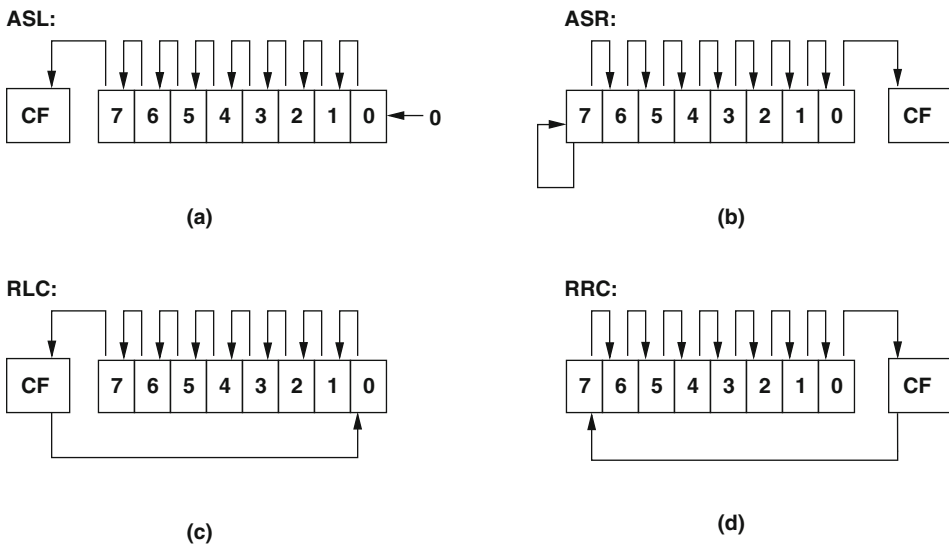 ASL: ASR:
CF 7 6 5 4 3 2 1 0 0 7 6 5 4 3 2 1 0 CF
(a) (b)
RLC: RRC:
CF 7 6 5 4 3 2 1 0 7 6 5 4 3 2 1 0 CF
(c) (d)